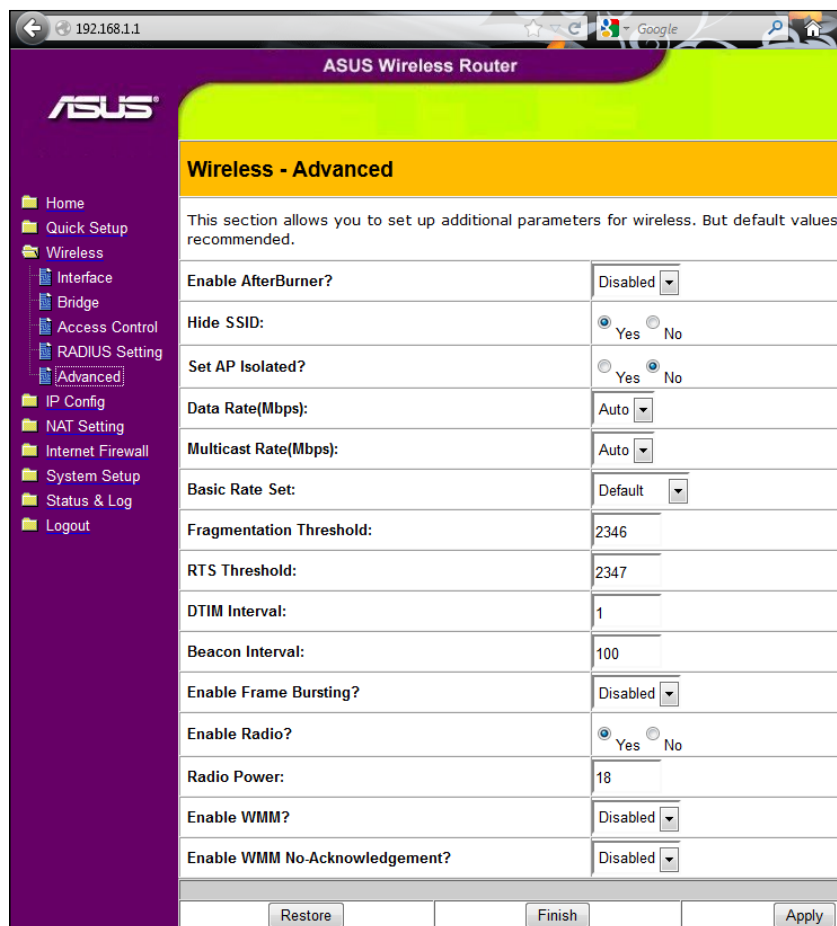 192.168.1.1
Google
ASUS Wireless Router
ASUS
Home
Quick Setup
Wireless
Interface
Bridge
Access Control
RADIUS Setting
Advanced
IP Config
NAT Setting
Internet Firewall
System Setup
Status & Log
Logout
Wireless - Advanced
This section allows you to set up additional parameters for wireless. But default values
recommended.
Enable AfterBurner? Disabled
Hide SSID: Yes No
Set AP Isolated? Yes No
Data Rate(Mbps): Auto
Multicast Rate(Mbps): Auto
Basic Rate Set: Default
Fragmentation Threshold: 2346
RTS Threshold: 2347
DTIM Interval: 1
Beacon Interval: 100
Enable Frame Bursting? Disabled
Enable Radio? Yes No
Radio Power: 18
Enable WMM? Disabled
Enable WMM No-Acknowledgement? Disabled
Restore Finish Apply